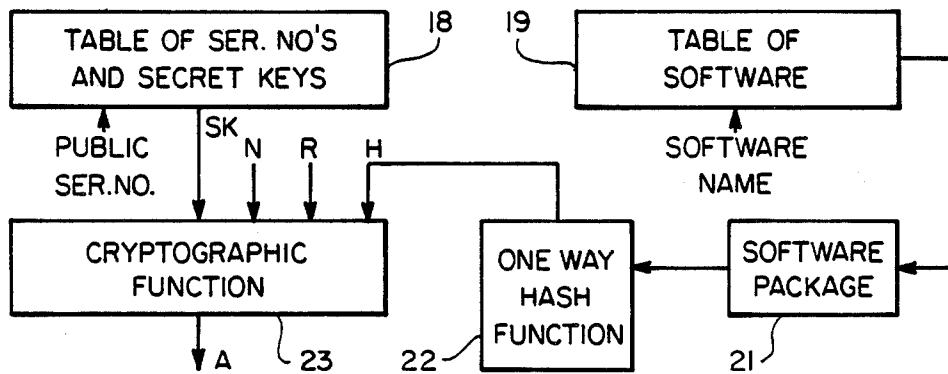 TABLE OF SER. NO'S
AND SECRET KEYS
18
19
TABLE OF
SOFTWARE
PUBLIC
SER.NO.
SK
N
R
H
SOFTWARE
NAME
CRYPTOGRAPHIC
FUNCTION
ONE WAY
HASH
FUNCTION
SOFTWARE
PACKAGE
A
23
22
21